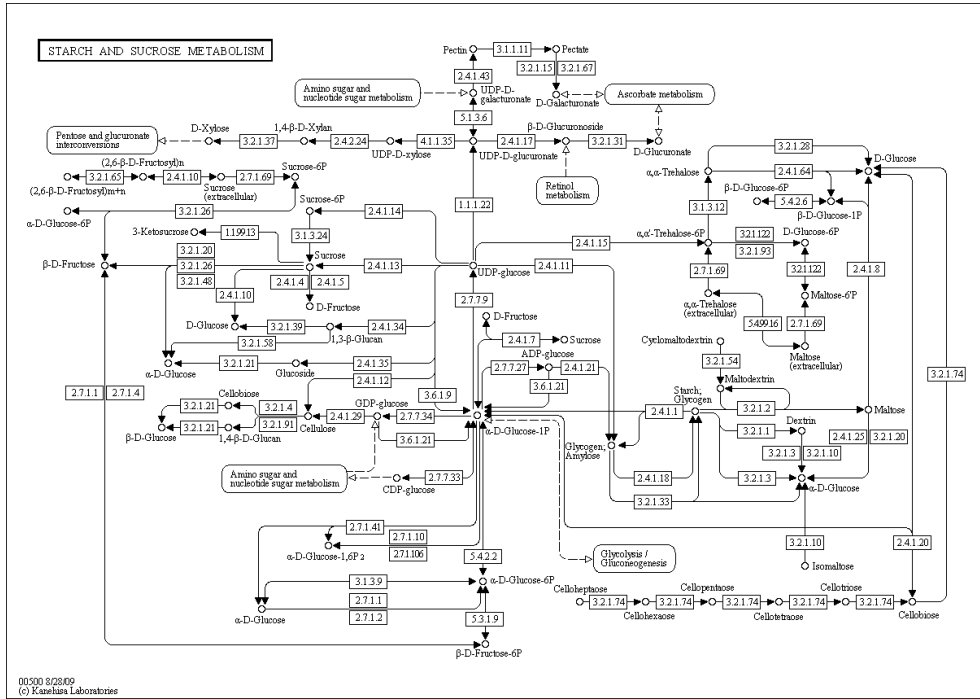 STARCH AND SUCROSE METABOLISM
Pectin
3.1.1.11
Pectate
2.4.1.43
3.2.1.15
3.2.1.67
Amino sugar and
nucleotide sugar metabolism
UDP-D-
galacturonate
D-Galacturonate
Ascorbate metabolism
5.1.3.6
Pentose and glucuronate
interconversions
D-Xylose
3.2.1.37
1,4-β-D-Xylan
2.4.2.24
UDP-D-xylose
4.1.1.35
UDP-D-glucuronate
2.4.1.17
β-D-Glucuronoside
3.2.1.31
D-Glucuronate
Retinol
metabolism
3.2.1.28
α,α-Trehalose
2.4.1.64
D-Glucose
β-D-Glucose-6P
5.4.2.6
β-D-Glucose-1P
(2,6-β-D-Fructosyl)n
3.2.1.65
2.4.1.10
2.7.1.69
Sucrose-6P
(2,6-β-D-Fructosyl)m+n
Sucrose
(extracellular)
α-D-Glucose-6P
3.2.1.26
Sucrose-6P
2.4.1.14
1.1.1.22
3.1.3.12
3-Ketosucrose
1.1.99.13
3.1.3.24
2.4.1.15
α,α'-Trehalose-6P
3.2.1.122
3.2.1.93
D-Glucose-6P
β-D-Fructose
3.2.1.20
3.2.1.26
3.2.1.48
Sucrose
2.4.1.13
UDP-glucose
2.4.1.11
2.7.1.69
3.2.1.122
2.4.1.8
2.4.1.10
2.4.1.4
2.4.1.5
D-Fructose
2.7.7.9
α,α-Trehalose
(extracellular)
Maltose-6'P
D-Glucose
3.2.1.39
2.4.1.34
D-Fructose
5.4.99.16
2.7.1.69
3.2.1.58
1,3-β-Glucan
2.4.1.7
Sucrose
Cyclomaltodextrin
Maltose
(extracellular)
α-D-Glucose
3.2.1.21
Glucoside
2.4.1.35
ADP-glucose
2.7.7.27
2.4.1.21
3.2.1.54
3.2.1.74
2.4.1.12
3.6.1.21
Maltodextrin
2.7.1.1
2.7.1.4
Cellobiose
3.6.1.9
Starch;
Glycogen
3.2.1.21
3.2.1.4
GDP-glucose
2.4.1.29
2.7.7.34
2.4.1.1
3.2.1.2
Maltose
3.2.1.21
3.2.1.91
Cellulose
α-D-Glucose-1P
Dextrin
β-D-Glucose
1,4-β-D-Glucan
3.6.1.21
Glycogen;
Amylose
3.2.1.1
2.4.1.25
3.2.1.20
3.2.1.3
3.2.1.10
Amino sugar and
nucleotide sugar metabolism
2.7.7.33
CDP-glucose
2.4.1.18
3.2.1.3
α-D-Glucose
3.2.1.33
2.7.1.41
2.7.1.10
2.7.1.106
α-D-Glucose-1,6P2
5.4.2.2
Glycolysis /
Gluconeogenesis
3.2.1.10
2.4.1.20
Isomaltose
3.1.3.9
α-D-Glucose-6P
2.7.1.1
2.7.1.2
α-D-Glucose
5.3.1.9
β-D-Fructose-6P
Celloheptaose
3.2.1.74
Cellohexaose
3.2.1.74
Cellopentaose
3.2.1.74
Cellotetraose
3.2.1.74
Cellotriose
3.2.1.74
Cellobiose
00500 8/28/09
(c) Kanehisa Laboratories